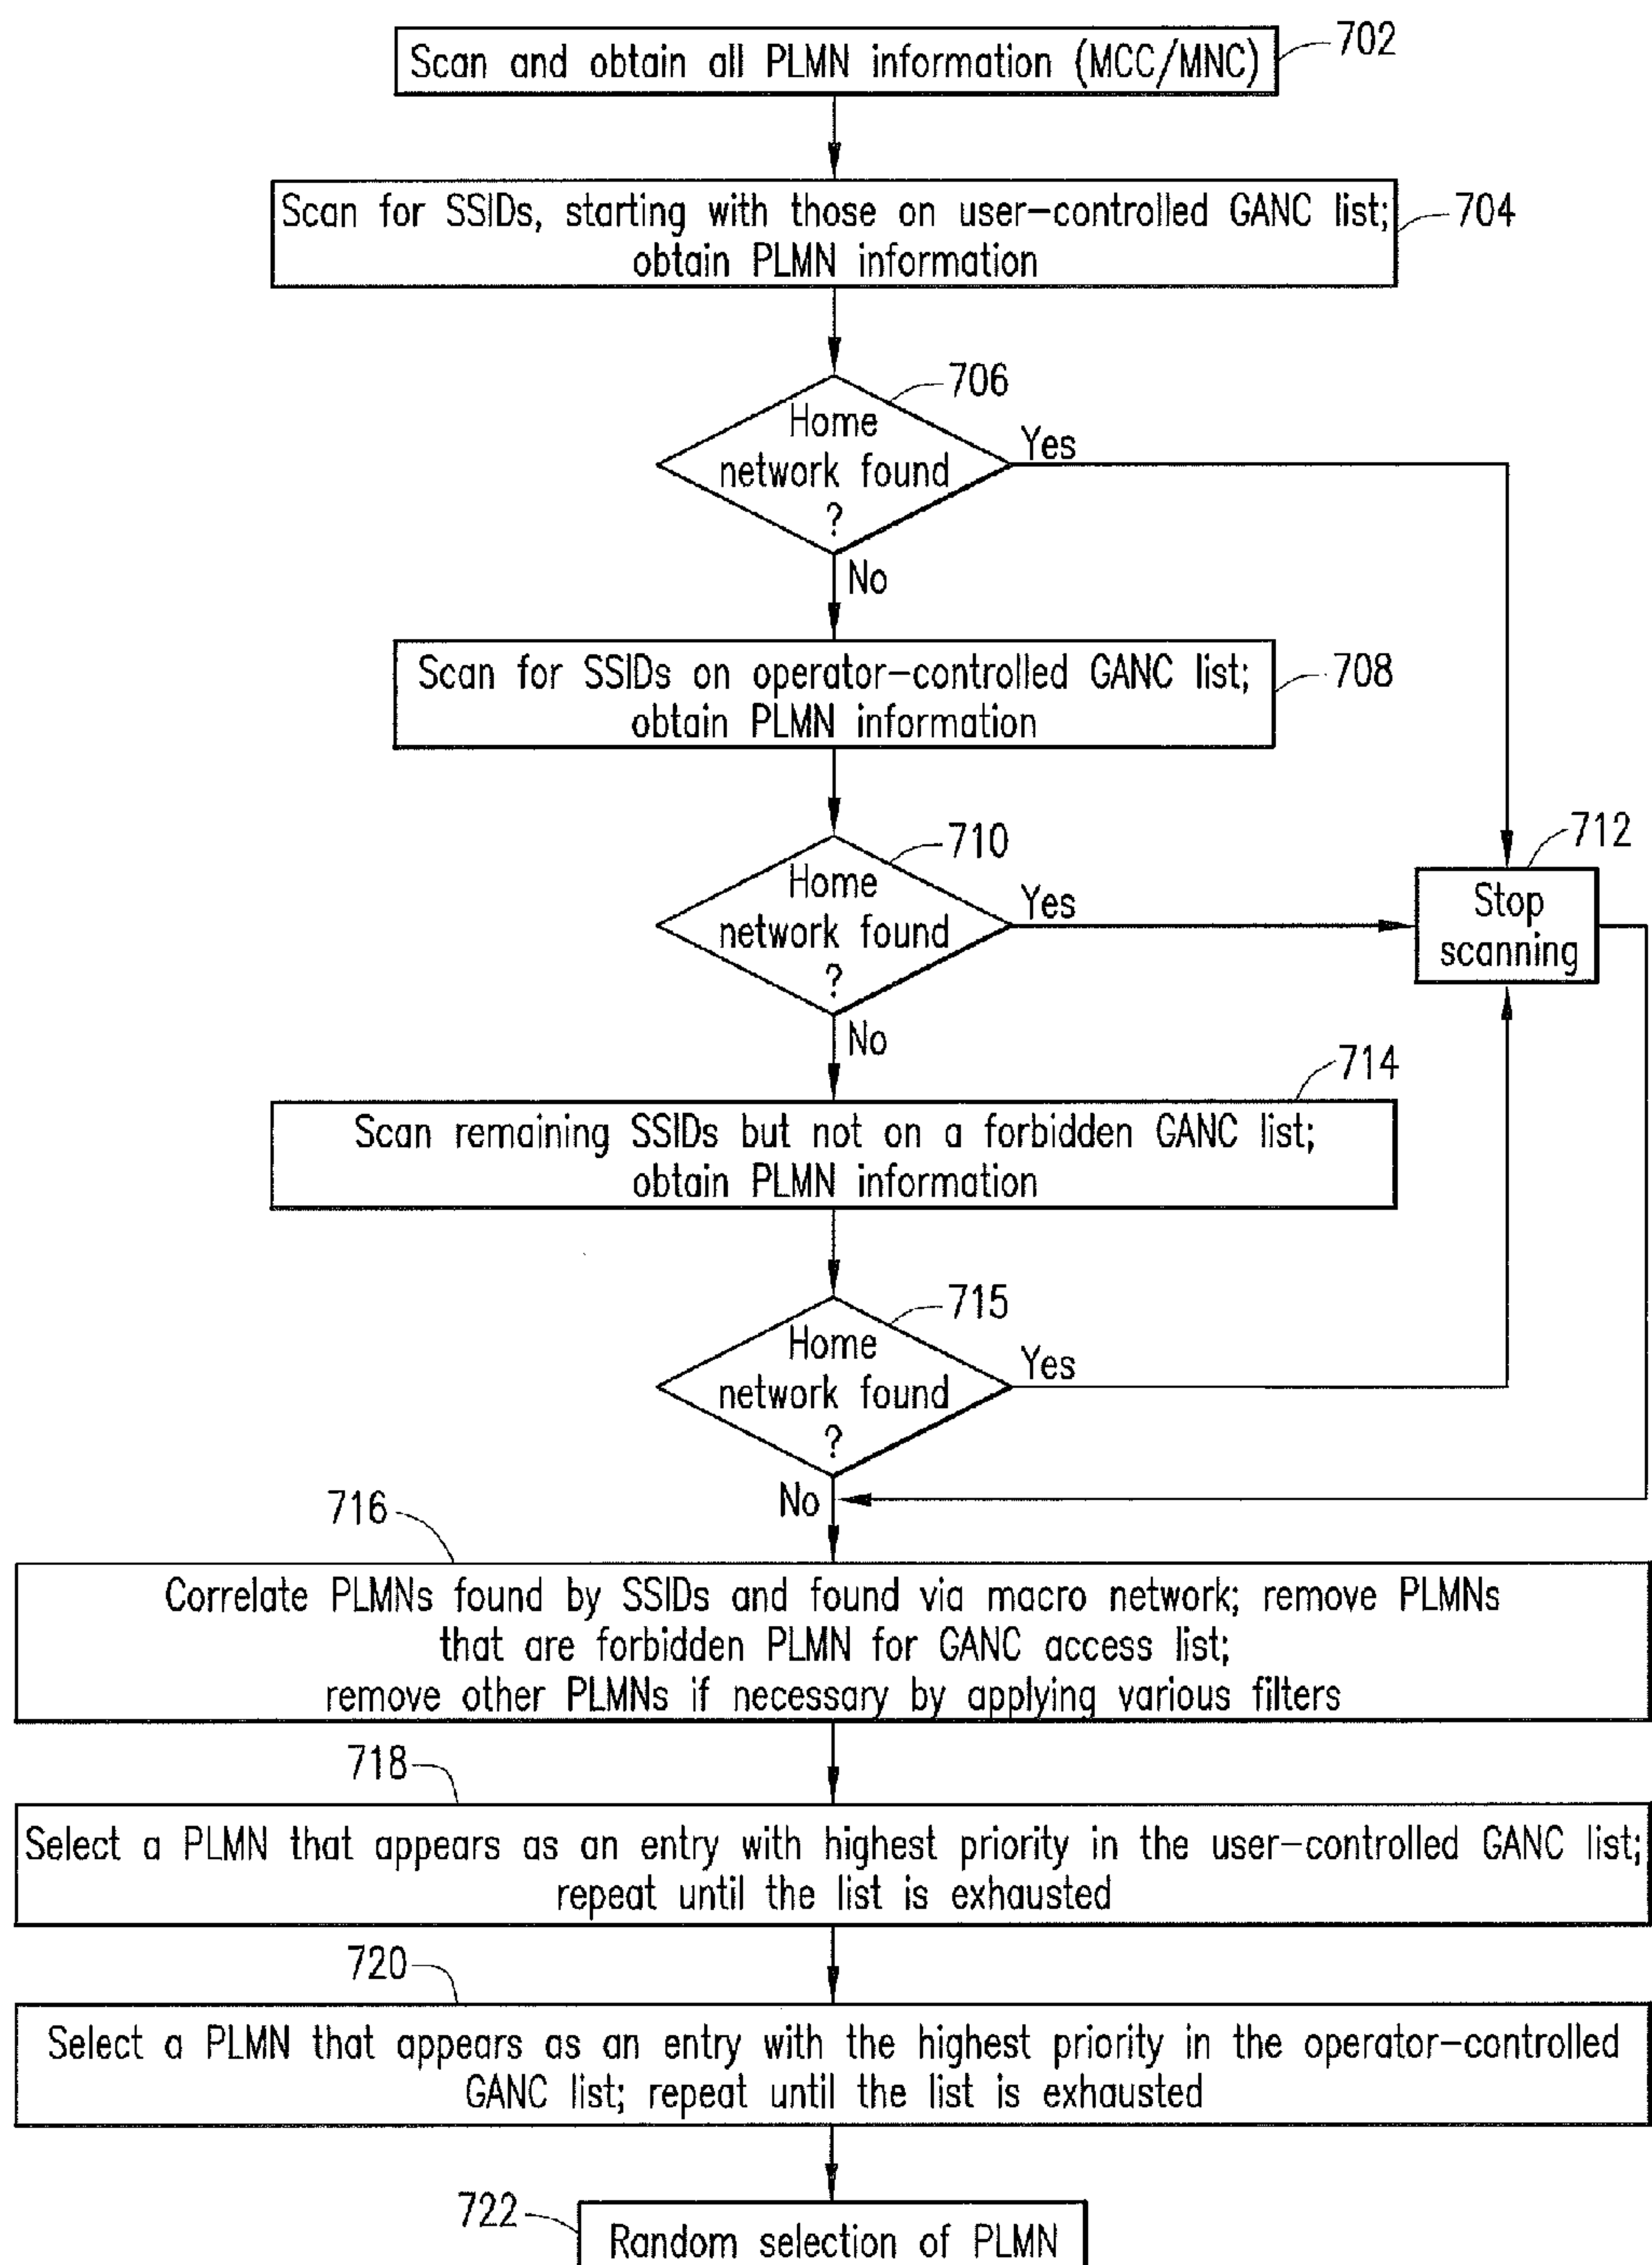 Scan and obtain all PLMN information (MCC/MNC)
702
Scan for SSIDs, starting with those on user-controlled GANC list;
obtain PLMN information
704
706
Home
network found
?
Yes
No
Scan for SSIDs on operator-controlled GANC list;
obtain PLMN information
708
710
Home
network found
?
Yes
No
712
Stop
scanning
714
Scan remaining SSIDs but not on a forbidden GANC list;
obtain PLMN information
715
Home
network found
?
Yes
No
716
Correlate PLMNs found by SSIDs and found via macro network; remove PLMNs
that are forbidden PLMN for GANC access list;
remove other PLMNs if necessary by applying various filters
718
Select a PLMN that appears as an entry with highest priority in the user-controlled GANC list;
repeat until the list is exhausted
720
Select a PLMN that appears as an entry with the highest priority in the operator-controlled
GANC list; repeat until the list is exhausted
722
Random selection of PLMN